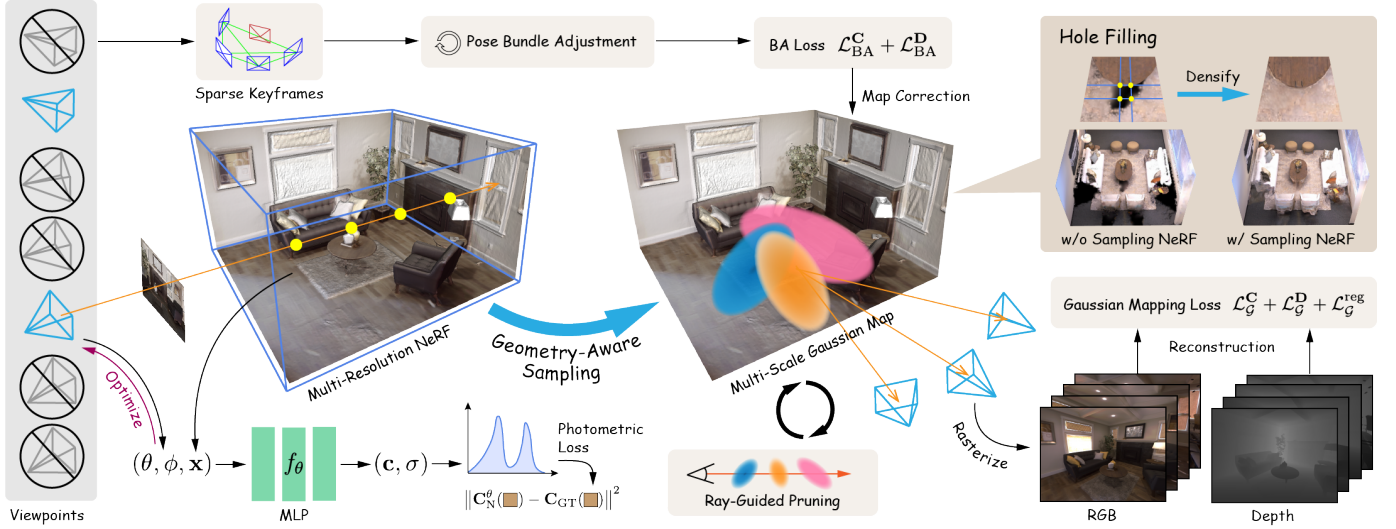 Sparse Keyframes
Pose Bundle Adjustment
BA Loss $\mathcal{L}_{\mathrm{BA}}^{\mathbf{C}} + \mathcal{L}_{\mathrm{BA}}^{\mathbf{D}}$
Map Correction
Hole Filling
Densify
w/o Sampling NeRF
w/ Sampling NeRF
Multi-Resolution NeRF
Geometry-Aware
Sampling
Multi-Scale Gaussian Map
Gaussian Mapping Loss $\mathcal{L}_{\mathcal{G}}^{\mathbf{C}} + \mathcal{L}_{\mathcal{G}}^{\mathbf{D}} + \mathcal{L}_{\mathcal{G}}^{\mathrm{reg}}$
Reconstruction
Optimize
$(\theta, \phi, \mathbf{x})$
$f_{\boldsymbol{\theta}}$
MLP
$(\mathbf{c}, \sigma)$
Photometric
Loss
$\|\mathbf{C}_{\mathrm{N}}^{\theta}(\square) - \mathbf{C}_{\mathrm{GT}}(\square)\|^2$
Ray-Guided Pruning
Rasterize
Viewpoints
RGB
Depth